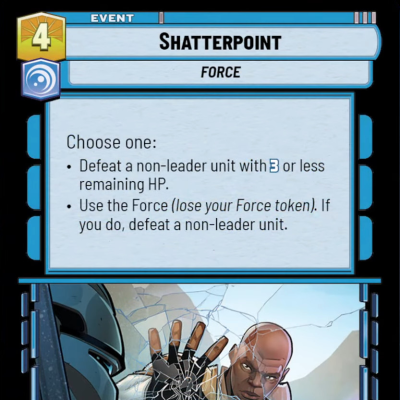 EVENT
4
SHATTERPOINT
FORCE
Choose one:
• Defeat a non-leader unit with 3 or less
remaining HP.
• Use the Force (lose your Force token). If
you do, defeat a non-leader unit.